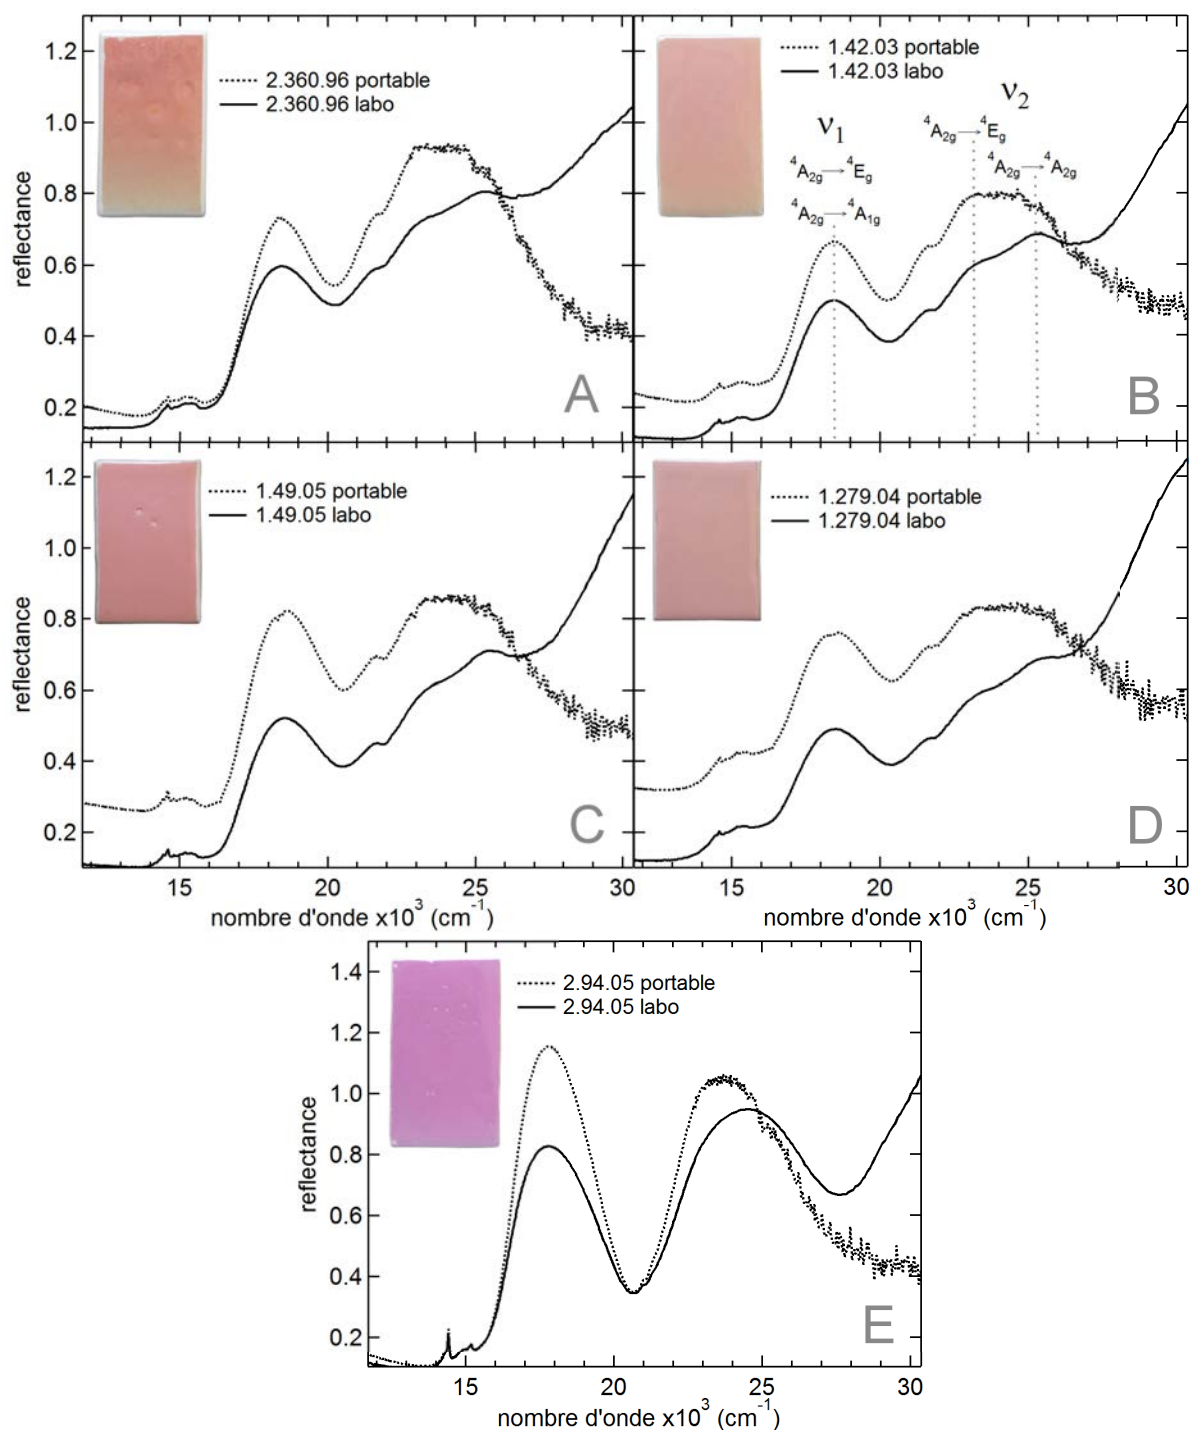 1.2
1.0
0.8
0.6
0.4
0.2
reflectance
2.360.96 portable
2.360.96 labo
A
1.42.03 portable
1.42.03 labo
ν₂
⁴A₂g→⁴Eg
ν₁
⁴A₂g→⁴A₂g
⁴A₂g→⁴Eg
⁴A₂g→⁴A₁g
B
1.2
1.0
0.8
0.6
0.4
0.2
reflectance
1.49.05 portable
1.49.05 labo
C
15 20 25 30
nombre d'onde x10³ (cm⁻¹)
1.279.04 portable
1.279.04 labo
D
15 20 25 30
nombre d'onde x10³ (cm⁻¹)
1.4
1.2
1.0
0.8
0.6
0.4
0.2
reflectance
2.94.05 portable
2.94.05 labo
E
15 20 25 30
nombre d'onde x10³ (cm⁻¹)